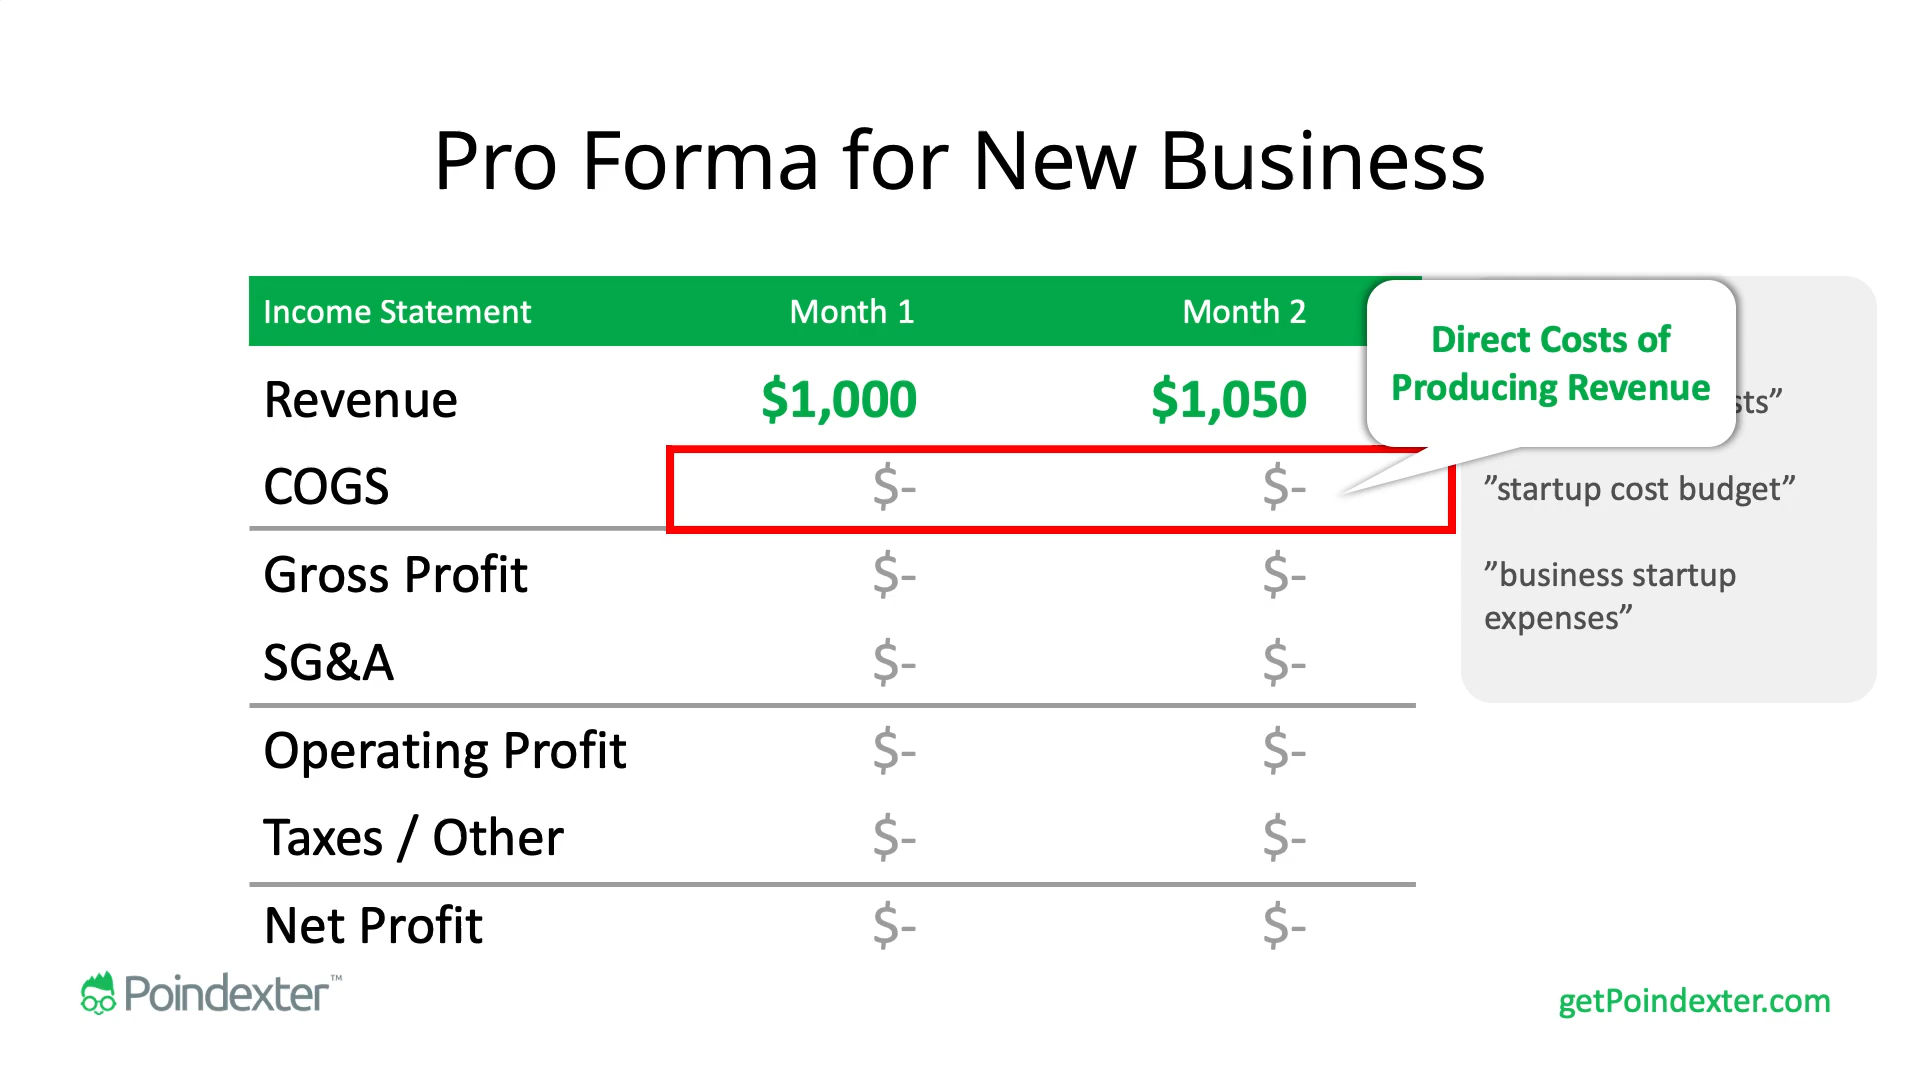 Pro Forma for New Business
Income Statement Month 1 Month 2
Direct Costs of
Producing Revenue
Revenue $1,000 $1,050
COGS $- $-
”startup cost budget”
Gross Profit $- $-
”business startup
expenses”
SG&A $- $-
Operating Profit $- $-
Taxes / Other $- $-
Net Profit $- $-
Poindexter™
getPoindexter.com